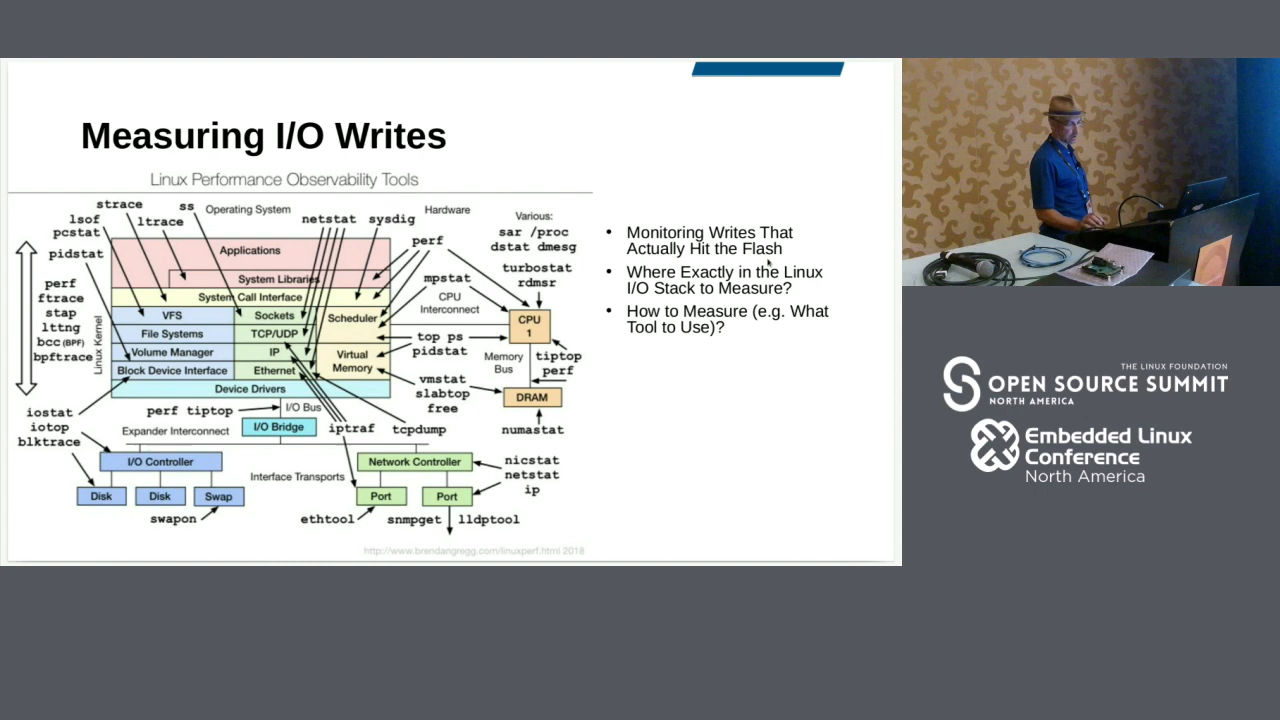 Measuring I/O Writes
Linux Performance Observability Tools
strace
ss
Operating System
Hardware
Various:
lsof
ltrace
netstat
sysdig
sar /proc
pcstat
dstat dmesg
pidstat
perf
Applications
turbostat
rdmsr
mpstat
System Libraries
perf
ftrace
stap
lttng
bcc (BPF)
bpftrace
Linux Kernel
System Call Interface
CPU
Interconnect
VFS
Sockets
Scheduler
CPU
1
File Systems
TCP/UDP
top ps
pidstat
Volume Manager
IP
Virtual
Memory
Memory
Bus
tiptop
perf
Block Device Interface
Ethernet
Device Drivers
vmstat
slabtop
free
DRAM
iostat
iotop
blktrace
perf tiptop
I/O Bus
Expander Interconnect
I/O Bridge
iptraf
tcpdump
numastat
I/O Controller
Interface Transports
Network Controller
nicstat
netstat
ip
Disk
Disk
Swap
Port
Port
swapon
ethtool
snmpget
lldptool
http://www.brendangregg.com/linuxperf.html 2018
• Monitoring Writes That
Actually Hit the Flash
• Where Exactly in the Linux
I/O Stack to Measure?
• How to Measure (e.g. What
Tool to Use)?
THE LINUX FOUNDATION
OPEN SOURCE SUMMIT
NORTH AMERICA
Embedded Linux
Conference
North America